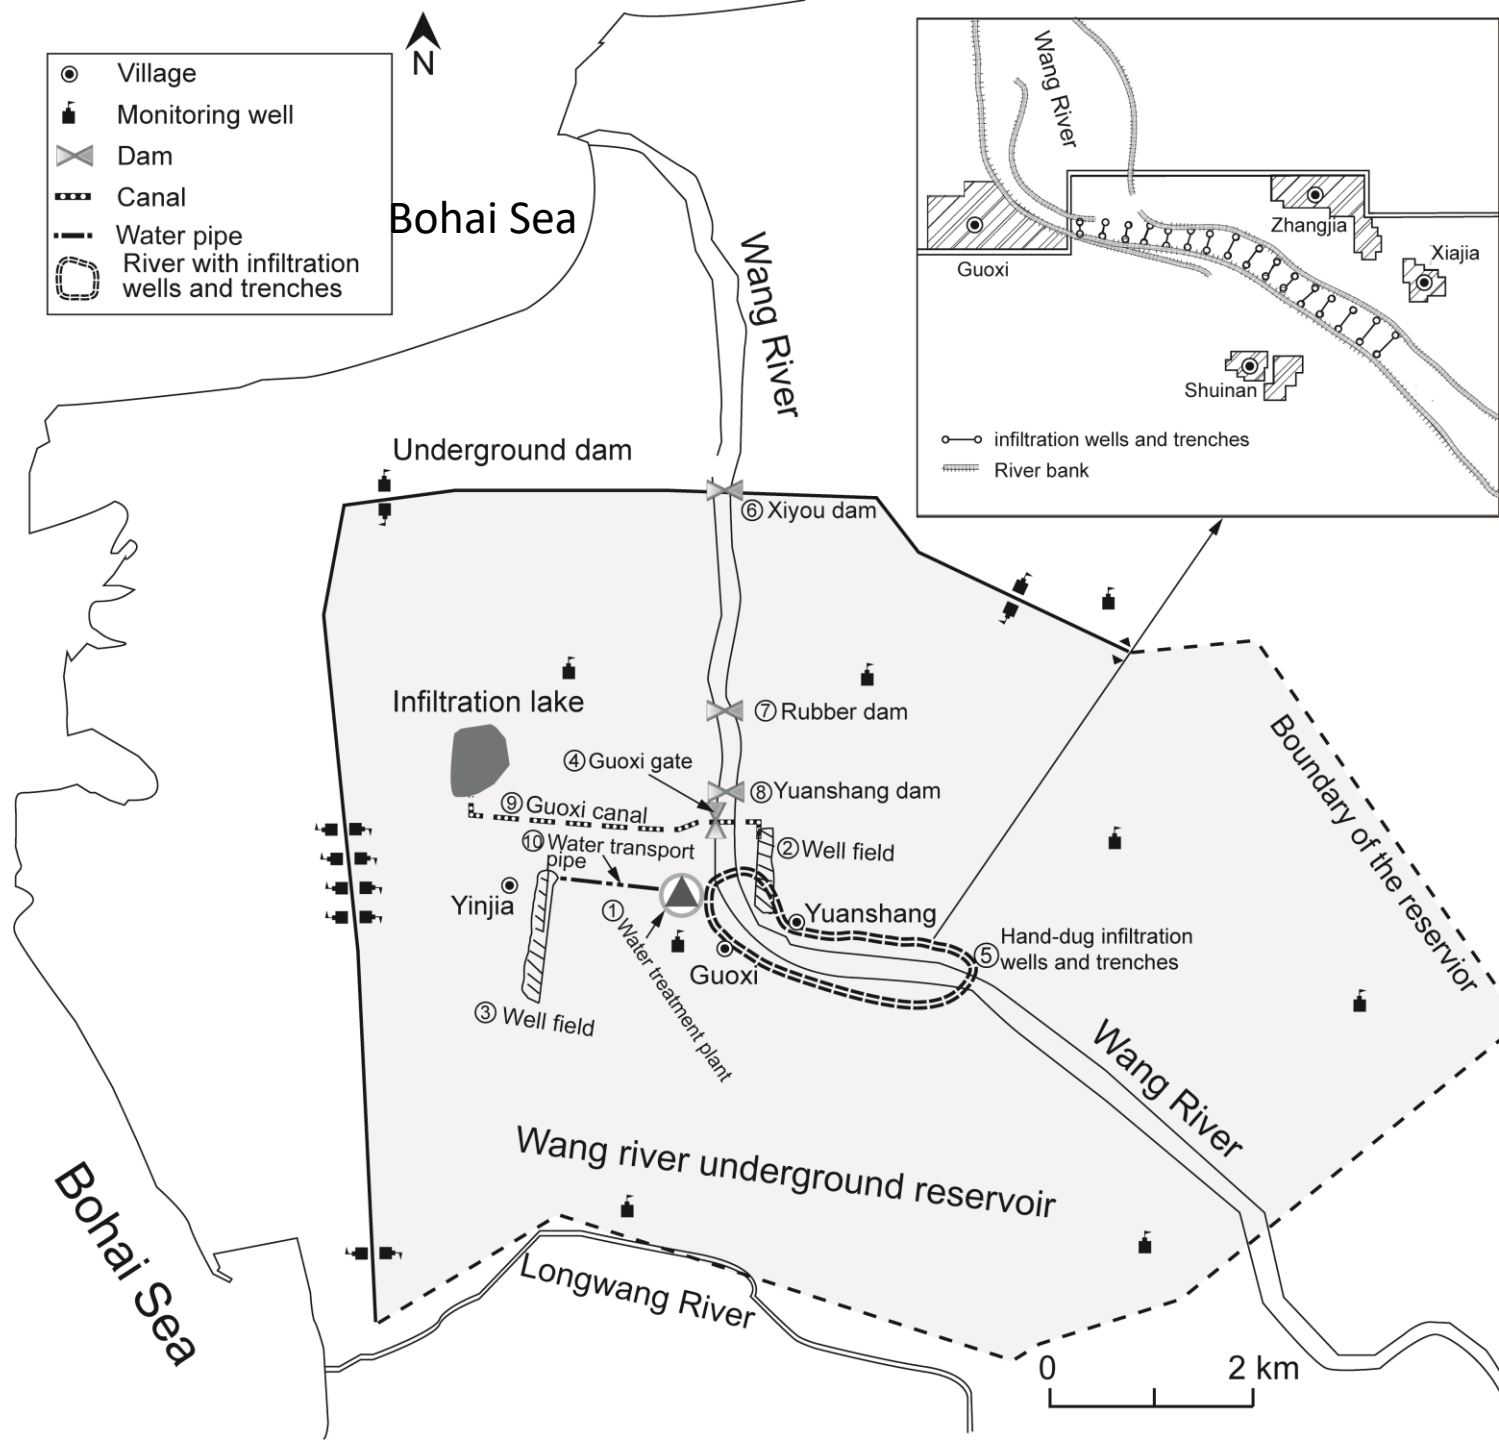 N
Village
Monitoring well
Dam
Canal
Water pipe
River with infiltration
wells and trenches
Bohai Sea
Wang River
Wang River
Guoxi
Zhangjia
Xiajia
Shuinan
infiltration wells and trenches
River bank
Underground dam
⑥ Xiyou dam
Infiltration lake
⑦ Rubber dam
④ Guoxi gate
⑧ Yuanshang dam
⑨ Guoxi canal
⑩ Water transport
pipe
② Well field
Yinjia
Yuanshang
① Water treatment plant
Guoxi
⑤ Hand-dug infiltration
wells and trenches
③ Well field
Boundary of the reservior
Wang River
Wang river underground reservoir
Bohai Sea
Longwang River
0 2 km